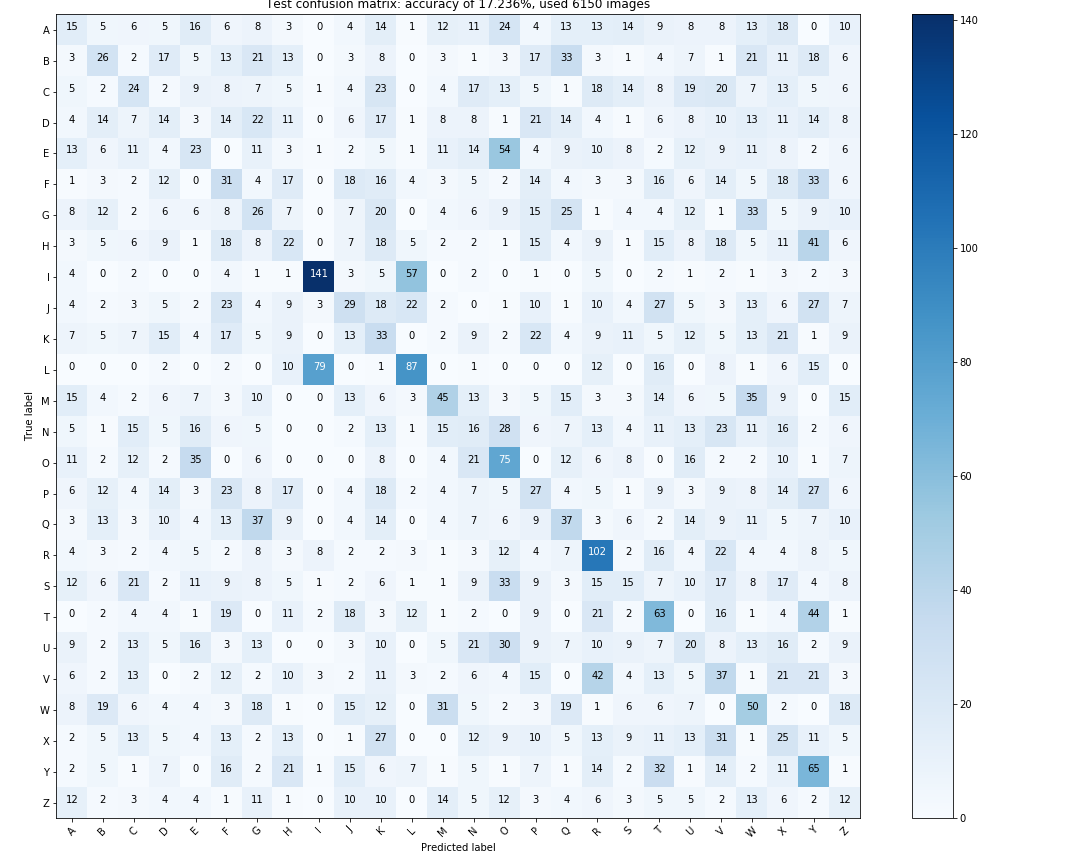 Test confusion matrix: accuracy of 17.236%, used 6150 images
A 15 5 6 5 16 6 8 3 0 4 14 1 12 11 24 4 13 13 14 9 8 8 13 18 0 10
B 3 26 2 17 5 13 21 13 0 3 8 0 3 1 3 17 33 3 1 4 7 1 21 11 18 6
C 5 2 24 2 9 8 7 5 1 4 23 0 4 17 13 5 1 18 14 8 19 20 7 13 5 6
D 4 14 7 14 3 14 22 11 0 6 17 1 8 8 1 21 14 4 1 6 8 10 13 11 14 8
E 13 6 11 4 23 0 11 3 1 2 5 1 11 14 54 4 9 10 8 2 12 9 11 8 2 6
F 1 3 2 12 0 31 4 17 0 18 16 4 3 5 2 14 4 3 3 16 6 14 5 18 33 6
G 8 12 2 6 6 8 26 7 0 7 20 0 4 6 9 15 25 1 4 4 12 1 33 5 9 10
H 3 5 6 9 1 18 8 22 0 7 18 5 2 2 1 15 4 9 1 15 8 18 5 11 41 6
I 4 0 2 0 0 4 1 1 141 3 5 57 0 2 0 1 0 5 0 2 1 2 1 3 2 3
J 4 2 3 5 2 23 4 9 3 29 18 22 2 0 1 10 1 10 4 27 5 3 13 6 27 7
K 7 5 7 15 4 17 5 9 0 13 33 0 2 9 2 22 4 9 11 5 12 5 13 21 1 9
L 0 0 0 2 0 2 0 10 79 0 1 87 0 1 0 0 0 12 0 16 0 8 1 6 15 0
M 15 4 2 6 7 3 10 0 0 13 6 3 45 13 3 5 15 3 3 14 6 5 35 9 0 15
N 5 1 15 5 16 6 5 0 0 2 13 1 15 16 28 6 7 13 4 11 13 23 11 16 2 6
O 11 2 12 2 35 0 6 0 0 0 8 0 4 21 75 0 12 6 8 0 16 2 2 10 1 7
P 6 12 4 14 3 23 8 17 0 4 18 2 4 7 5 27 4 5 1 9 3 9 8 14 27 6
Q 3 13 3 10 4 13 37 9 0 4 14 0 4 7 6 9 37 3 6 2 14 9 11 5 7 10
R 4 3 2 4 5 2 8 3 8 2 2 3 1 3 12 4 7 102 2 16 4 22 4 4 8 5
S 12 6 21 2 11 9 8 5 1 2 6 1 1 9 33 9 3 15 15 7 10 17 8 17 4 8
T 0 2 4 4 1 19 0 11 2 18 3 12 1 2 0 9 0 21 2 63 0 16 1 4 44 1
U 9 2 13 5 16 3 13 0 0 3 10 0 5 21 30 9 7 10 9 7 20 8 13 16 2 9
V 6 2 13 0 2 12 2 10 3 2 11 3 2 6 4 15 0 42 4 13 5 37 1 21 21 3
W 8 19 6 4 4 3 18 1 0 15 12 0 31 5 2 3 19 1 6 6 7 0 50 2 0 18
X 2 5 13 5 4 13 2 13 0 1 27 0 0 12 9 10 5 13 9 11 13 31 1 25 11 5
Y 2 5 1 7 0 16 2 21 1 15 6 7 1 5 1 7 1 14 2 32 1 14 2 11 65 1
Z 12 2 3 4 4 1 11 1 0 10 10 0 14 5 12 3 4 6 3 5 5 2 13 6 2 12
A B C D E F G H I J K L M N O P Q R S T U V W X Y Z
Predicted label
True label
140
120
100
80
60
40
20
0